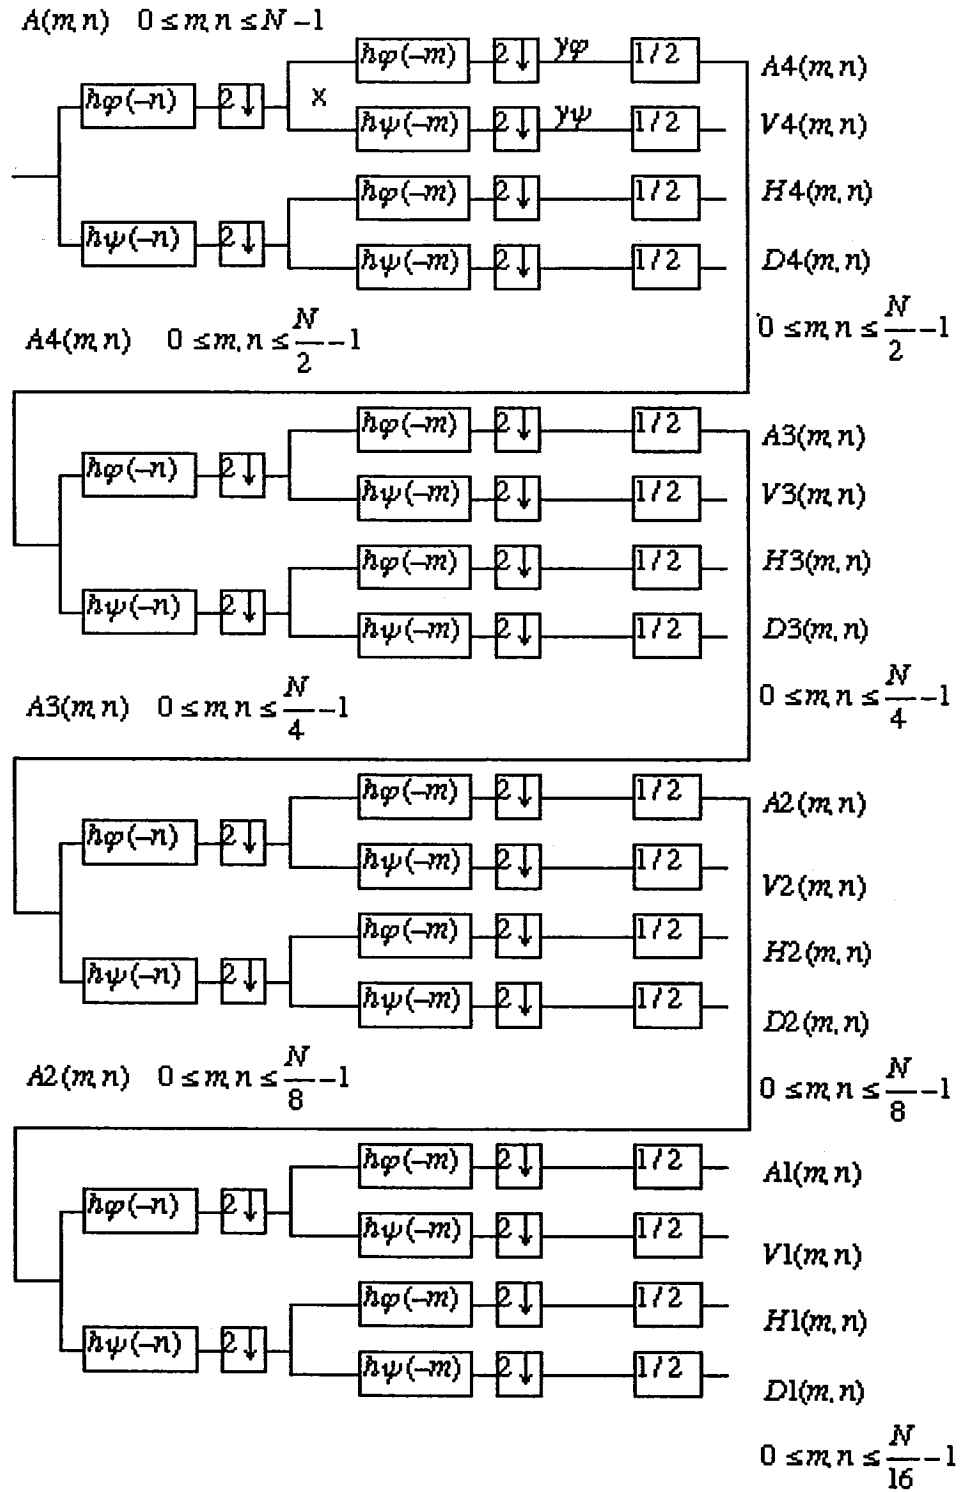 A(m,n) 0 ≤ m,n ≤ N −1
hφ(−m) 2↓ yφ 1/2 A4(m,n)
hφ(−n) 2↓ x
hψ(−m) 2↓ yψ 1/2 V4(m,n)
hφ(−m) 2↓ 1/2 H4(m,n)
hψ(−n) 2↓
hψ(−m) 2↓ 1/2 D4(m,n)
A4(m,n) 0 ≤ m,n ≤ N/2 −1
0 ≤ m,n ≤ N/2 −1
hφ(−m) 2↓ 1/2 A3(m,n)
hφ(−n) 2↓
hψ(−m) 2↓ 1/2 V3(m,n)
hφ(−m) 2↓ 1/2 H3(m,n)
hψ(−n) 2↓
hψ(−m) 2↓ 1/2 D3(m,n)
A3(m,n) 0 ≤ m,n ≤ N/4 −1
0 ≤ m,n ≤ N/4 −1
hφ(−m) 2↓ 1/2 A2(m,n)
hφ(−n) 2↓
hψ(−m) 2↓ 1/2 V2(m,n)
hφ(−m) 2↓ 1/2 H2(m,n)
hψ(−n) 2↓
hψ(−m) 2↓ 1/2 D2(m,n)
A2(m,n) 0 ≤ m,n ≤ N/8 −1
0 ≤ m,n ≤ N/8 −1
hφ(−m) 2↓ 1/2 A1(m,n)
hφ(−n) 2↓
hψ(−m) 2↓ 1/2 V1(m,n)
hφ(−m) 2↓ 1/2 H1(m,n)
hψ(−n) 2↓
hψ(−m) 2↓ 1/2 D1(m,n)
0 ≤ m,n ≤ N/16 −1